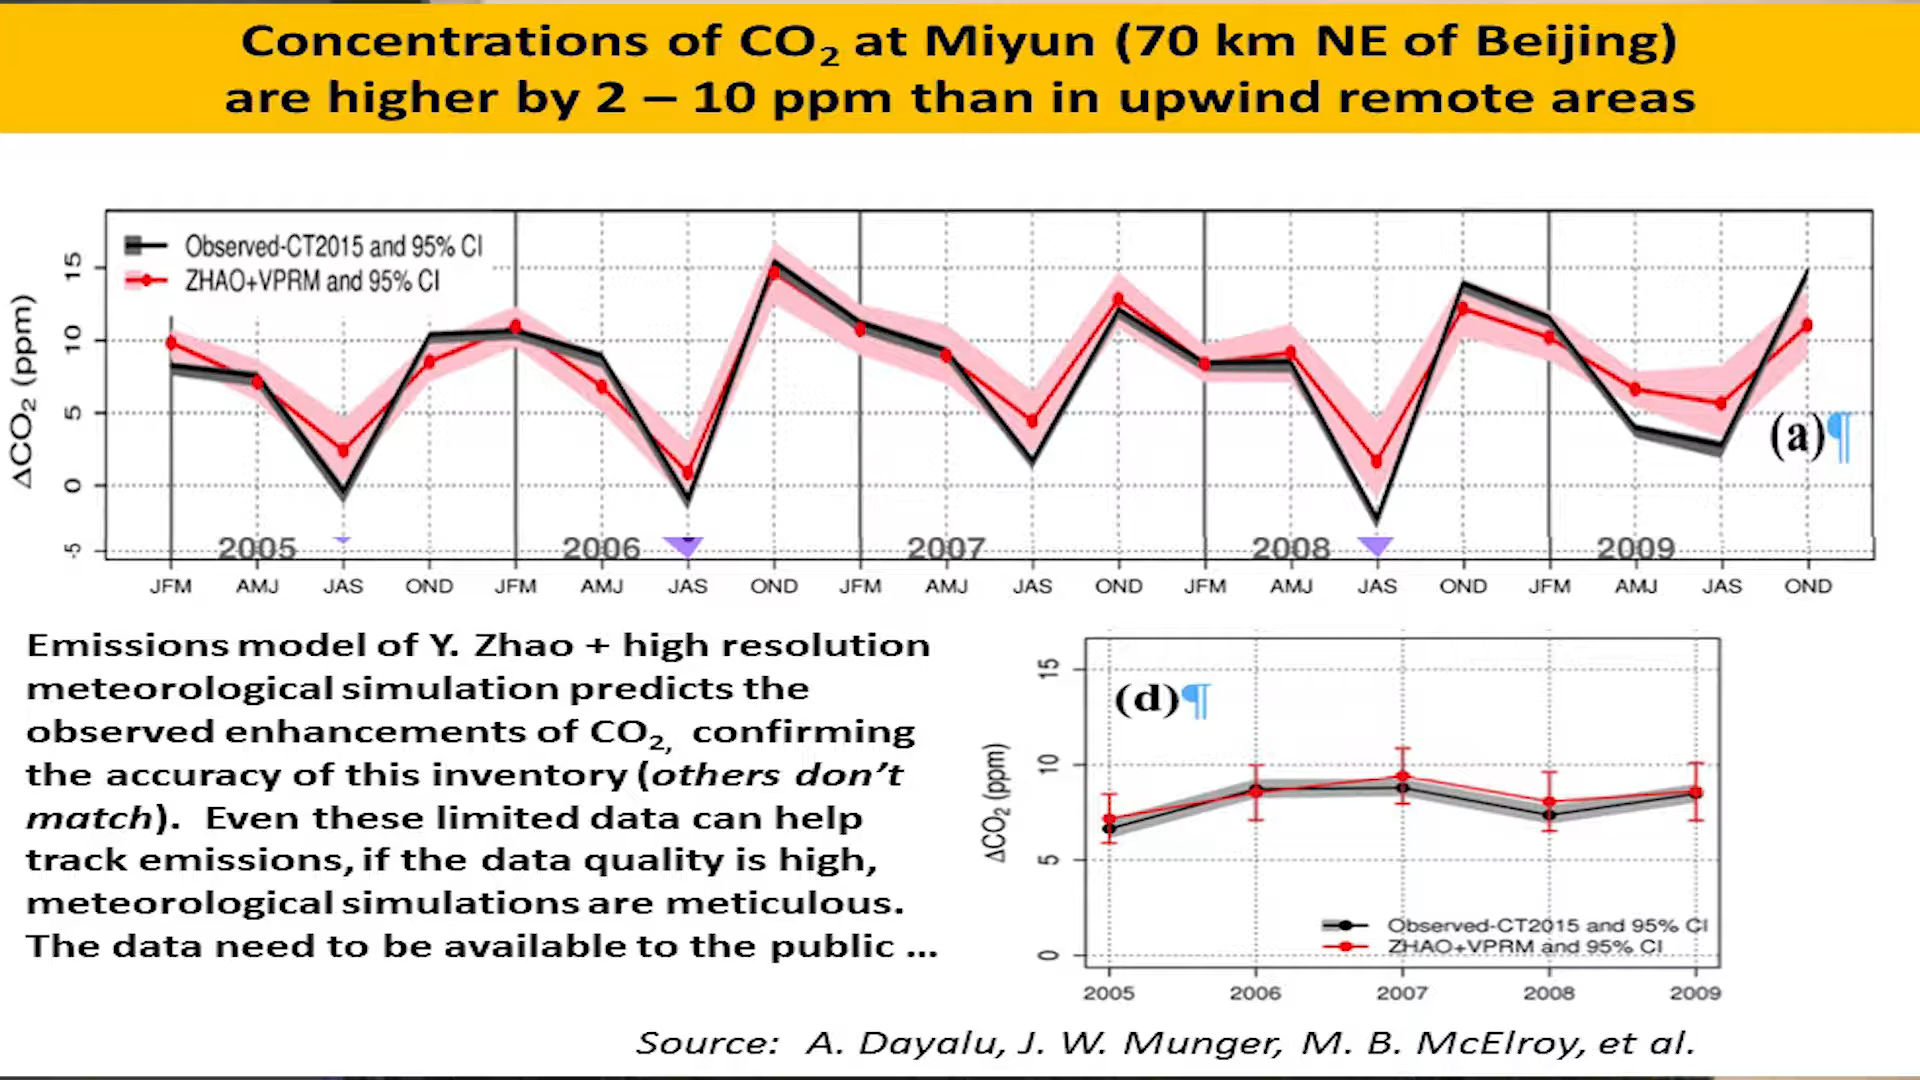 Concentrations of CO₂ at Miyun (70 km NE of Beijing)
are higher by 2 – 10 ppm than in upwind remote areas
Observed-CT2015 and 95% CI
ZHAO+VPRM and 95% CI
ΔCO₂ (ppm)
15
10
5
0
-5
(a)¶
2005 2006 2007 2008 2009
JFM AMJ JAS OND JFM AMJ JAS OND JFM AMJ JAS OND JFM AMJ JAS OND JFM AMJ JAS OND
Emissions model of Y. Zhao + high resolution
meteorological simulation predicts the
observed enhancements of CO₂, confirming
the accuracy of this inventory (others don’t
match). Even these limited data can help
track emissions, if the data quality is high,
meteorological simulations are meticulous.
The data need to be available to the public ...
(d)¶
ΔCO₂ (ppm)
15
10
5
0
Observed-CT2015 and 95% CI
ZHAO+VPRM and 95% CI
2005 2006 2007 2008 2009
Source: A. Dayalu, J. W. Munger, M. B. McElroy, et al.